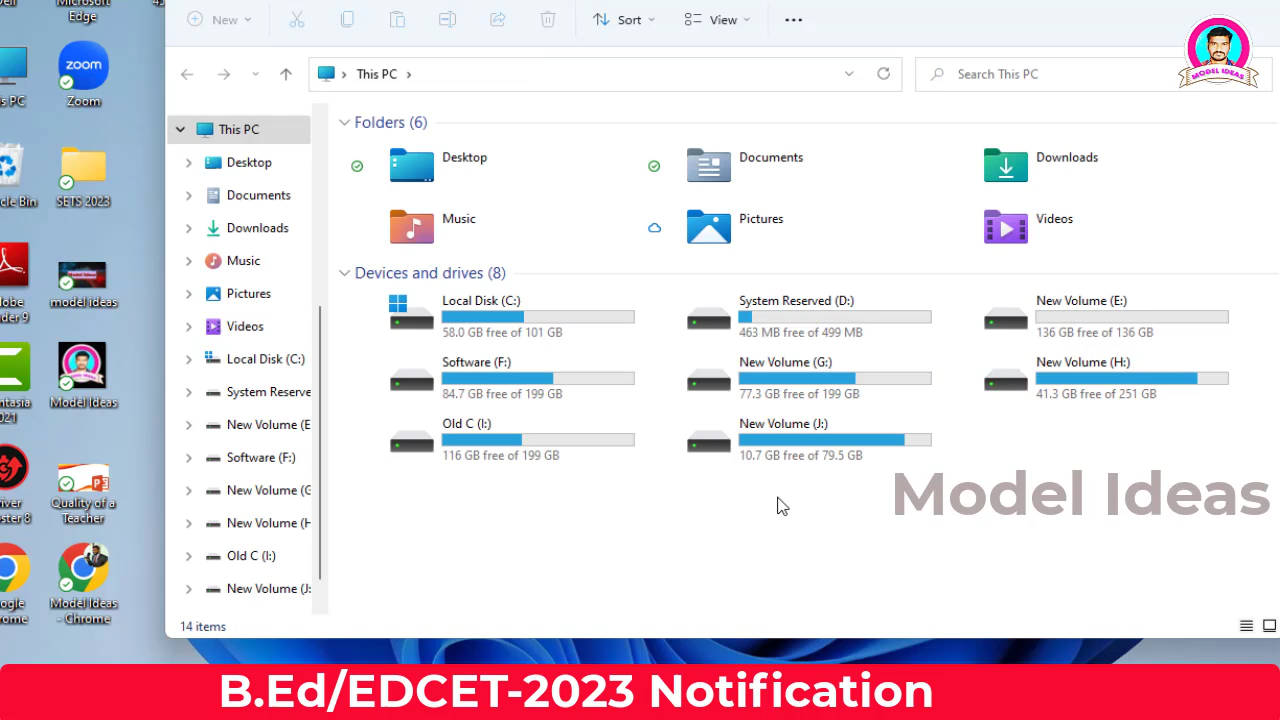 Microsoft
Edge
New
Sort
View
This PC
Search This PC
MODEL IDEAS
zoom
Zoom
SETS 2023
model ideas
Model Ideas
Quality of a
Teacher
Model Ideas
- Chrome
This PC
Desktop
Documents
Downloads
Music
Pictures
Videos
Local Disk (C:)
System Reserve
New Volume (E
Software (F:)
New Volume (G
New Volume (H
Old C (I:)
New Volume (J:
Folders (6)
Desktop
Documents
Downloads
Music
Pictures
Videos
Devices and drives (8)
Local Disk (C:)
58.0 GB free of 101 GB
System Reserved (D:)
463 MB free of 499 MB
New Volume (E:)
136 GB free of 136 GB
Software (F:)
84.7 GB free of 199 GB
New Volume (G:)
77.3 GB free of 199 GB
New Volume (H:)
41.3 GB free of 251 GB
Old C (I:)
116 GB free of 199 GB
New Volume (J:)
10.7 GB free of 79.5 GB
Model Ideas
14 items
B.Ed/EDCET-2023 Notification